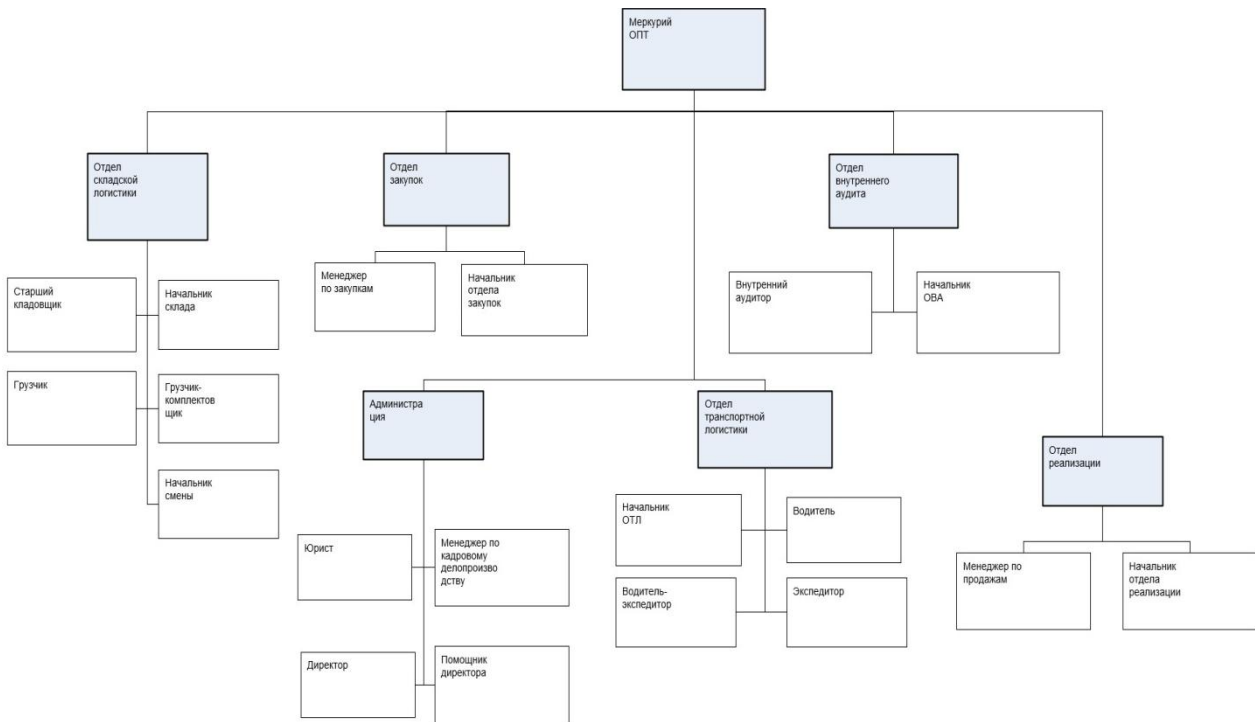 Меркурий
ОПТ
Отдел
складской
логистики
Отдел
закупок
Отдел
внутреннего
аудита
Старший
кладовщик
Начальник
склада
Менеджер
по закупкам
Начальник
отдела
закупок
Внутренний
аудитор
Начальник
ОВА
Грузчик
Грузчик-
комплектов
щик
Администра
ция
Отдел
транспортной
логистики
Отдел
реализации
Начальник
смены
Начальник
ОТЛ
Водитель
Юрист
Менеджер по
кадровому
делопроизво
дству
Менеджер по
продажам
Начальник
отдела
реализации
Водитель-
экспедитор
Экспедитор
Директор
Помощник
директора